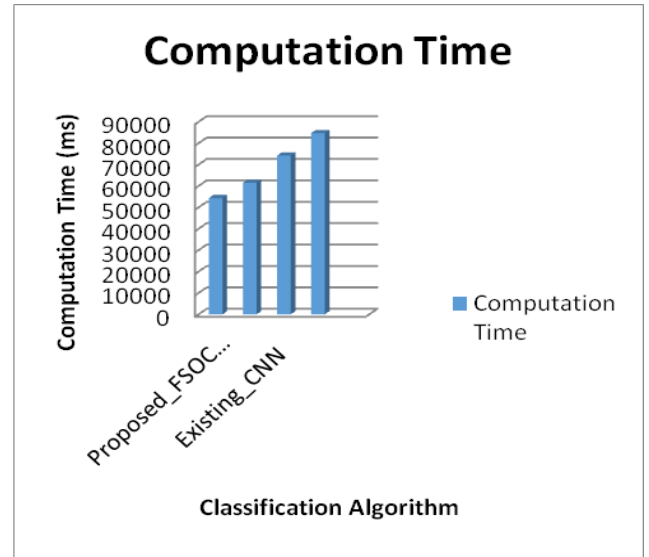 Computation Time
Computation Time (ms)
90000
80000
70000
60000
50000
40000
30000
20000
10000
0
Proposed_FSOC...
Existing_CNN
Computation
Time
Classification Algorithm